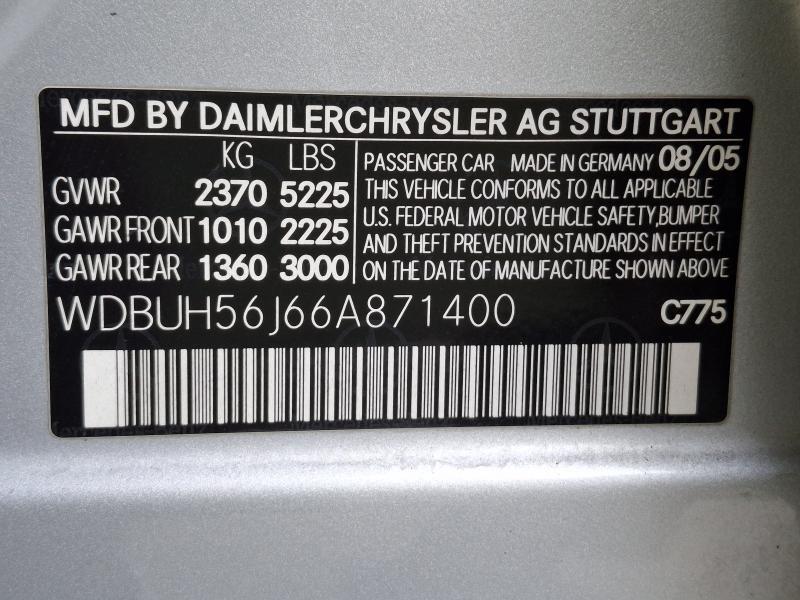 MFD BY DAIMLERCHRYSLER AG STUTTGART
KG LBS
GVWR 2370 5225
GAWR FRONT 1010 2225
GAWR REAR 1360 3000
PASSENGER CAR MADE IN GERMANY 08/05
THIS VEHICLE CONFORMS TO ALL APPLICABLE
U.S. FEDERAL MOTOR VEHICLE SAFETY,BUMPER
AND THEFT PREVENTION STANDARDS IN EFFECT
ON THE DATE OF MANUFACTURE SHOWN ABOVE
WDBUH56J66A871400 C775